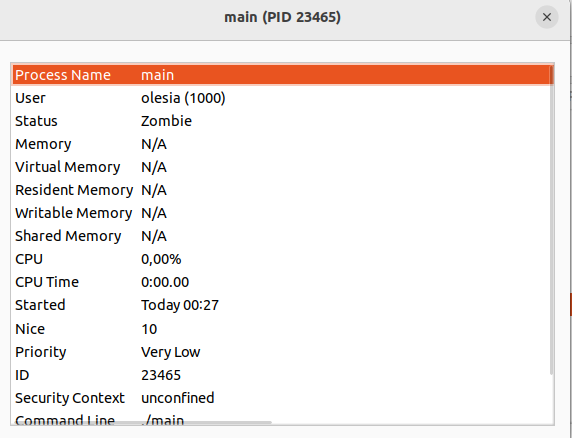 main (PID 23465)
Process Name main
User olesia (1000)
Status Zombie
Memory N/A
Virtual Memory N/A
Resident Memory N/A
Writable Memory N/A
Shared Memory N/A
CPU 0,00%
CPU Time 0:00.00
Started Today 00:27
Nice 10
Priority Very Low
ID 23465
Security Context unconfined
Command Line ./main